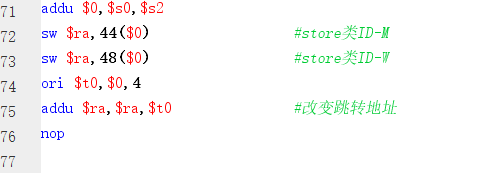 71 addu $0,$s0,$s2
72 sw $ra,44($0) #store类ID-M
73 sw $ra,48($0) #store类ID-W
74 ori $t0,$0,4
75 addu $ra,$ra,$t0 #改变跳转地址
76 nop
77